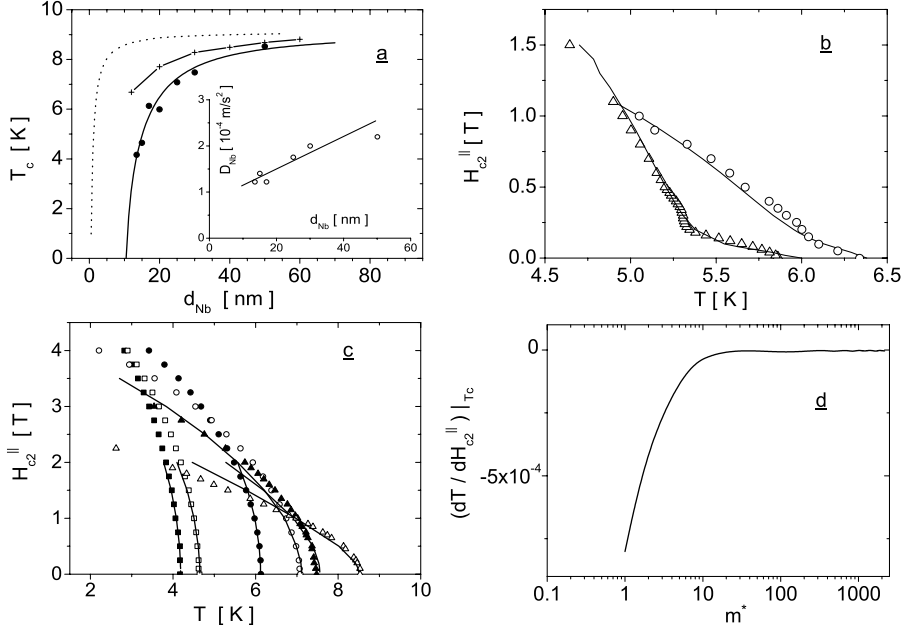 a
T_c [ K ]
10
8
6
4
2
0
0
20
40
60
80
d_Nb [ nm ]
D_Nb [ 10^-4 m/s^2 ]
3
2
1
0
0
20
40
60
d_Nb [ nm ]
b
H_c2^|| [ T ]
1.5
1.0
0.5
0.0
4.5
5.0
5.5
6.0
6.5
T [ K ]
c
H_c2^|| [ T ]
4
3
2
1
0
2
4
6
8
10
T [ K ]
d
(dT / dH_c2^||) |_Tc
0
-5x10^-4
0.1
1
10
100
1000
m^*